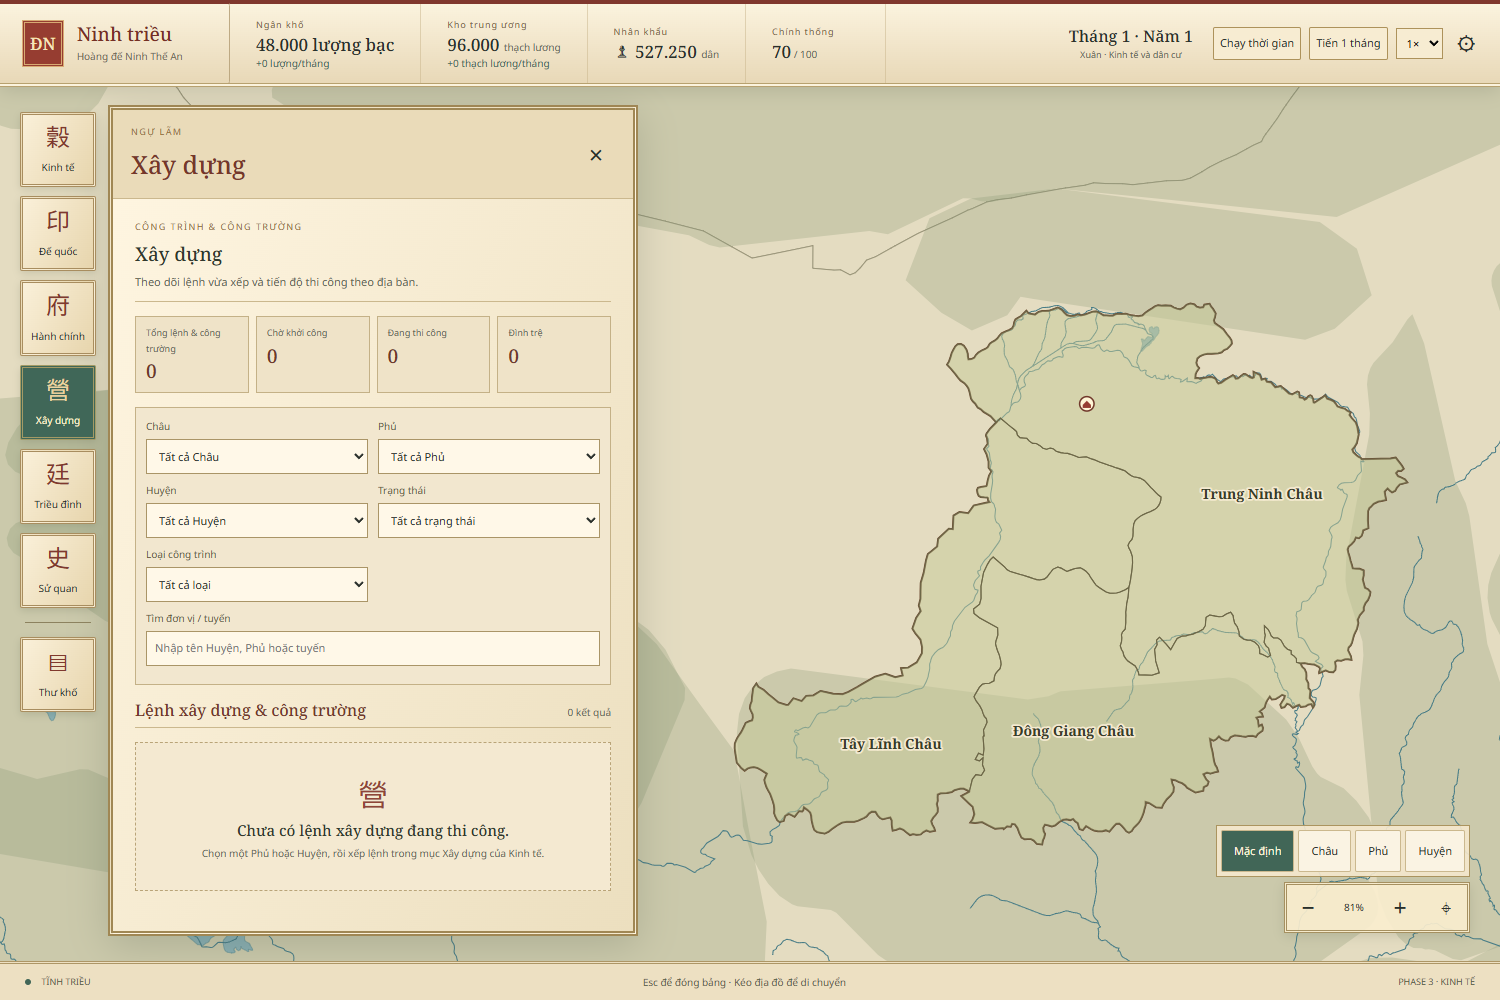 ĐN
Ninh triều
Hoàng đế Ninh Thế An
Ngân khố
48.000 lượng bạc
+0 lượng/tháng
Kho trung ương
96.000 thạch lương
+0 thạch lương/tháng
Nhân khẩu
527.250 dân
Chính thống
70 / 100
Tháng 1 · Năm 1
Xuân · Kinh tế và dân cư
Chạy thời gian
Tiến 1 tháng
1×
穀
Kinh tế
印
Đế quốc
府
Hành chính
營
Xây dựng
廷
Triều đình
史
Sử quan
Thư khố
NGỰ LÃM
Xây dựng
×
CÔNG TRÌNH & CÔNG TRƯỜNG
Xây dựng
Theo dõi lệnh vừa xếp và tiến độ thi công theo địa bàn.
Tổng lệnh & công trường
0
Chờ khởi công
0
Đang thi công
0
Đình trệ
0
Châu
Tất cả Châu
Phủ
Tất cả Phủ
Huyện
Tất cả Huyện
Trạng thái
Tất cả trạng thái
Loại công trình
Tất cả loại
Tìm đơn vị / tuyến
Nhập tên Huyện, Phủ hoặc tuyến
Lệnh xây dựng & công trường
0 kết quả
營
Chưa có lệnh xây dựng đang thi công.
Chọn một Phủ hoặc Huyện, rồi xếp lệnh trong mục Xây dựng của Kinh tế.
Trung Ninh Châu
Tây Lĩnh Châu
Đông Giang Châu
Mặc định
Châu
Phủ
Huyện
−
81%
+
TĨNH TRIỀU
Esc để đóng bảng · Kéo địa đồ để di chuyển
PHASE 3 · KINH TẾ